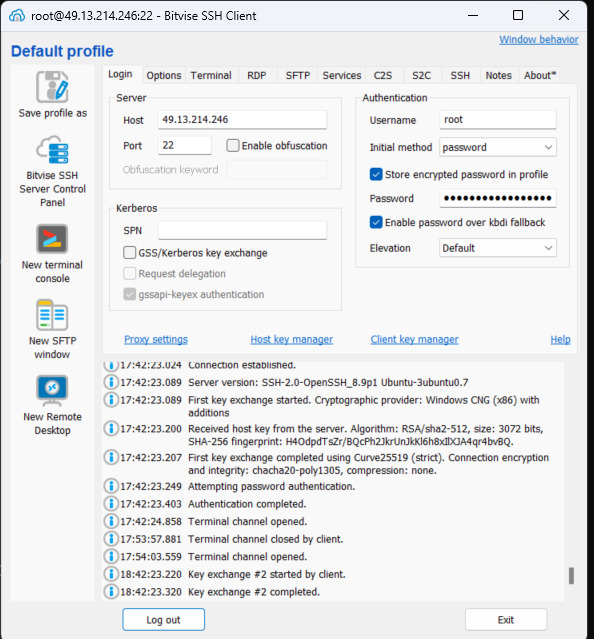 root@49.13.214.246:22 - Bitvise SSH Client
Window behavior
Default profile
Save profile as
Bitvise SSH
Server Control
Panel
New terminal
console
New SFTP
window
New Remote
Desktop
Login Options Terminal RDP SFTP Services C2S S2C SSH Notes About*
Server
Host 49.13.214.246
Port 22 Enable obfuscation
Obfuscation keyword
Kerberos
SPN
GSS/Kerberos key exchange
Request delegation
gssapi-keyex authentication
Authentication
Username root
Initial method password
Store encrypted password in profile
Password
Enable password over kbdi fallback
Elevation Default
Proxy settings Host key manager Client key manager Help
17:42:23.024 Connection established.
17:42:23.089 Server version: SSH-2.0-OpenSSH_8.9p1 Ubuntu-3ubuntu0.7
17:42:23.089 First key exchange started. Cryptographic provider: Windows CNG (x86) with
additions
17:42:23.200 Received host key from the server. Algorithm: RSA/sha2-512, size: 3072 bits,
SHA-256 fingerprint: H4OdpdTsZr/BQcPh2JkrUnJkKl6h8xIlXJA4qr4bvBQ.
17:42:23.207 First key exchange completed using Curve25519 (strict). Connection encryption
and integrity: chacha20-poly1305, compression: none.
17:42:23.249 Attempting password authentication.
17:42:23.403 Authentication completed.
17:42:24.858 Terminal channel opened.
17:53:57.881 Terminal channel closed by client.
17:54:03.559 Terminal channel opened.
18:42:23.220 Key exchange #2 started by client.
18:42:23.320 Key exchange #2 completed.
Log out Exit